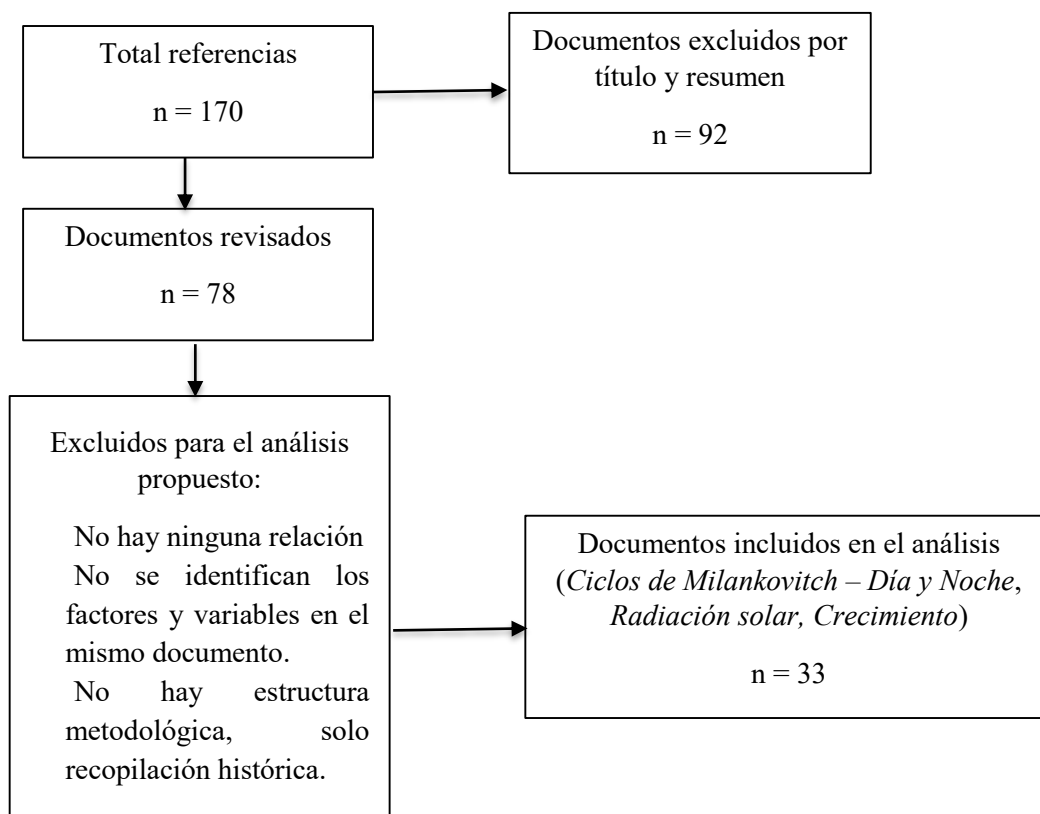 Total referencias
n = 170
Documentos excluidos por
título y resumen
n = 92
Documentos revisados
n = 78
Excluidos para el análisis
propuesto:
No hay ninguna relación
No se identifican los
factores y variables en el
mismo documento.
No hay estructura
metodológica, solo
recopilación histórica.
Documentos incluidos en el análisis
(Ciclos de Milankovitch – Día y Noche,
Radiación solar, Crecimiento)
n = 33